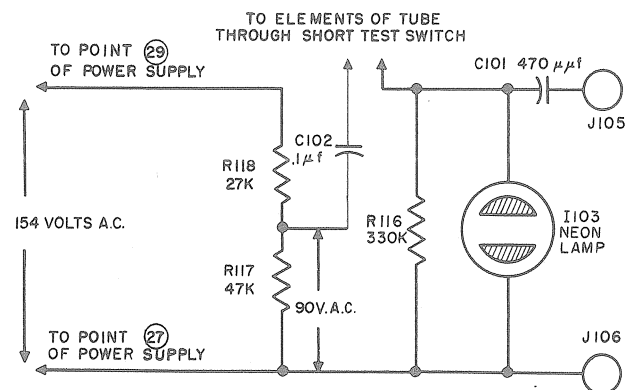 TO ELEMENTS OF TUBE
THROUGH SHORT TEST SWITCH
TO POINT 29
OF POWER SUPPLY
C101 470 μμf
J105
C102
.1μf
R118
27K
154 VOLTS A.C.
R116
330K
I103
NEON
LAMP
R117
47K
90V.A.C.
TO POINT 27
OF POWER SUPPLY
J106